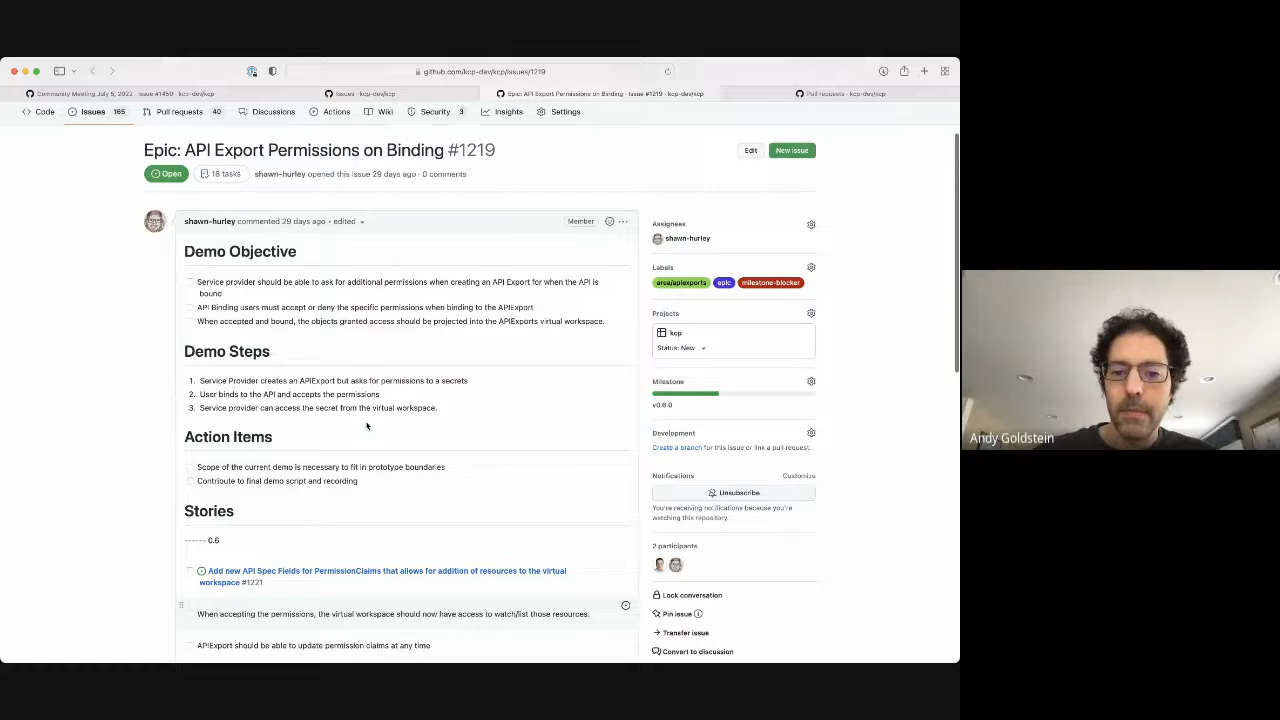 github.com/kcp-dev/kcp/issues/1219
Community Meeting July 5, 2022 · Issue #1450 · kcp-dev/kcp
Issues · kcp-dev/kcp
Epic: API Export Permissions on Binding · Issue #1219 · kcp-dev/kcp
Pull requests · kcp-dev/kcp
Code
Issues 165
Pull requests 40
Discussions
Actions
Wiki
Security 3
Insights
Settings
Epic: API Export Permissions on Binding #1219
Edit
New issue
Open
18 tasks
shawn-hurley opened this issue 29 days ago · 0 comments
shawn-hurley commented 29 days ago • edited
Member
Demo Objective
Service provider should be able to ask for additional permissions when creating an API Export for when the API is
bound
API Binding users must accept or deny the specific permissions when binding to the APIExport
When accepted and bound, the objects granted access should be projected into the APIExports virtual workspace.
Demo Steps
1. Service Provider creates an APIExport but asks for permissions to a secrets
2. User binds to the API and accepts the permissions
3. Service provider can access the secret from the virtual workspace.
Action Items
Scope of the current demo is necessary to fit in prototype boundaries
Contribute to final demo script and recording
Stories
------ 0.6
Add new API Spec Fields for PermissionClaims that allows for addition of resources to the virtual
workspace #1221
When accepting the permissions, the virtual workspace should now have access to watch/list those resources.
APIExport should be able to update permission claims at any time
Assignees
shawn-hurley
Labels
area/apiexports
epic
milestone-blocker
Projects
kcp
Status: New
Milestone
v0.6.0
Development
Create a branch for this issue or link a pull request.
Notifications
Customize
Unsubscribe
You're receiving notifications because you're
watching this repository.
2 participants
Lock conversation
Pin issue
Transfer issue
Convert to discussion
Andy Goldstein